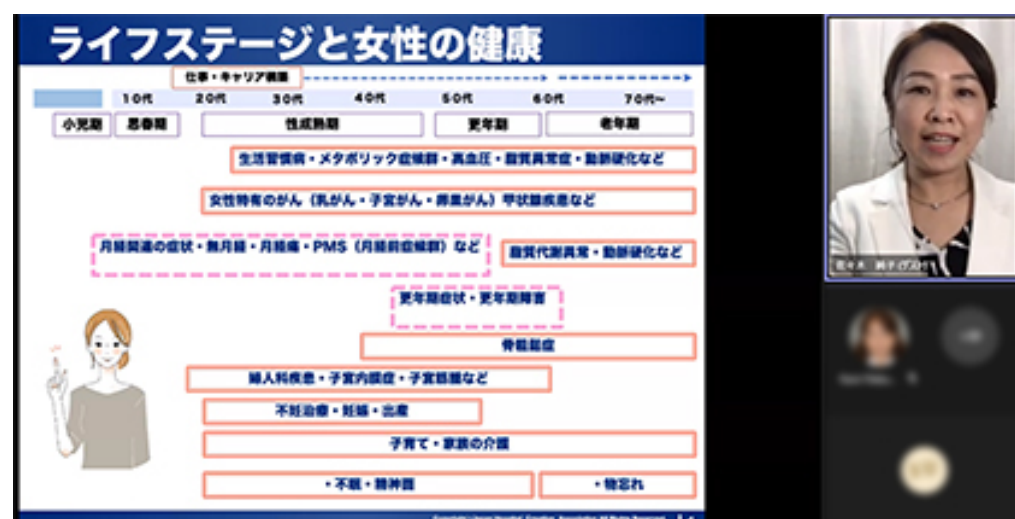 ライフステージと女性の健康
仕事・キャリア構築
10代 20代 30代 40代 50代 60代 70代~
小児期 思春期 性成熟期 更年期 老年期
生活習慣病・メタボリック症候群・高血圧・脂質異常症・動脈硬化など
女性特有のがん（乳がん・子宮がん・卵巣がん）甲状腺疾患など
月経関連の症状・無月経・月経痛・PMS（月経前症候群）など
脂質代謝異常・動脈硬化など
更年期症状・更年期障害
骨粗鬆症
婦人科疾患・子宮内膜症・子宮筋腫など
不妊治療・妊娠・出産
子育て・家族の介護
・不眠・精神面
・物忘れ